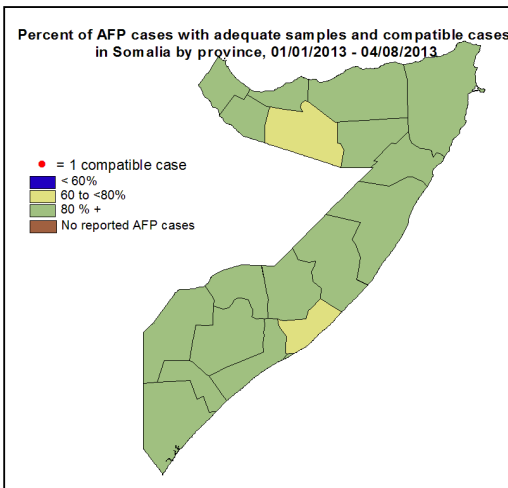 Percent of AFP cases with adequate samples and compatible cases
in Somalia by province, 01/01/2013 - 04/08/2013
= 1 compatible case
< 60%
60 to <80%
80 % +
No reported AFP cases